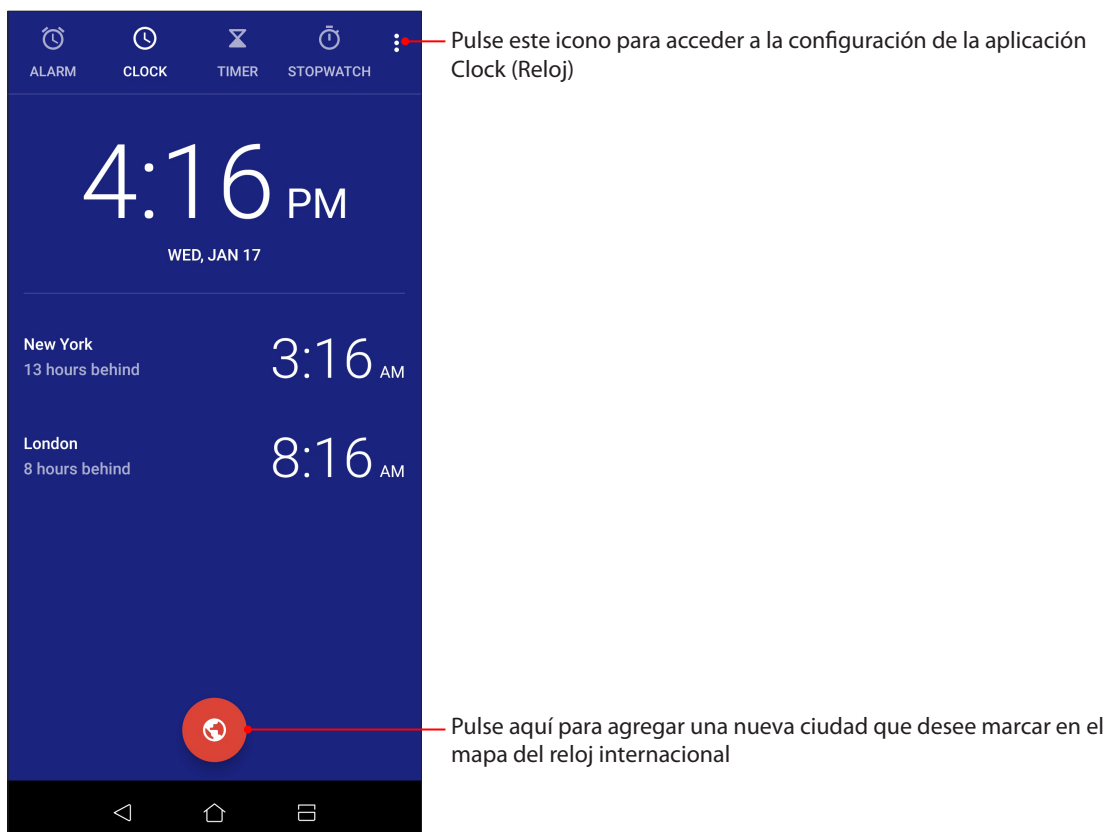 ALARM CLOCK TIMER STOPWATCH
Pulse este icono para acceder a la configuración de la aplicación
Clock (Reloj)
4:16 PM
WED, JAN 17
New York
13 hours behind
3:16 AM
London
8 hours behind
8:16 AM
Pulse aquí para agregar una nueva ciudad que desee marcar en el
mapa del reloj internacional